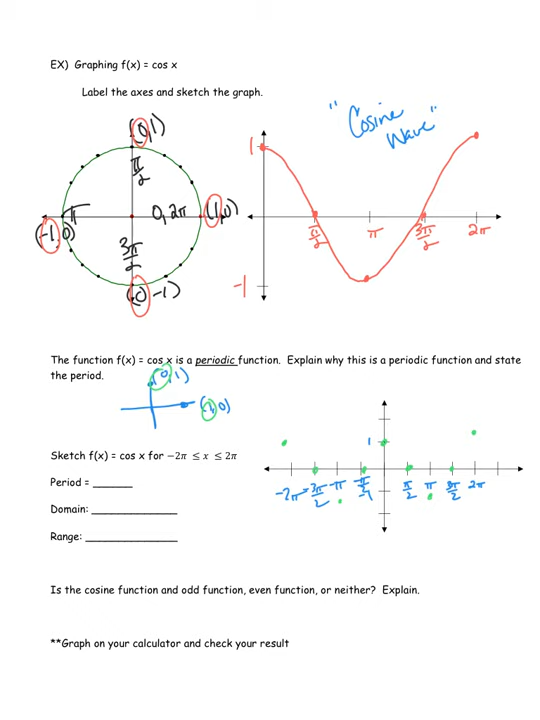 EX) Graphing f(x) = cos x
Label the axes and sketch the graph.
" Cosine
Wave "
(0,1)
π/2
1
π
0, 2π
(1,0)
(-1,0)
3π/2
(0,-1)
π/2
π
3π/2
2π
-1
The function f(x) = cos x is a periodic function. Explain why this is a periodic function and state
the period.
(0,1)
(1,0)
Sketch f(x) = cos x for −2π ≤ x ≤ 2π
1
Period = ______
-2π -3π/2 -π -π/2 π/2 π 3π/2 2π
-1
Domain: ______________
Range: ______________
Is the cosine function and odd function, even function, or neither? Explain.
**Graph on your calculator and check your result